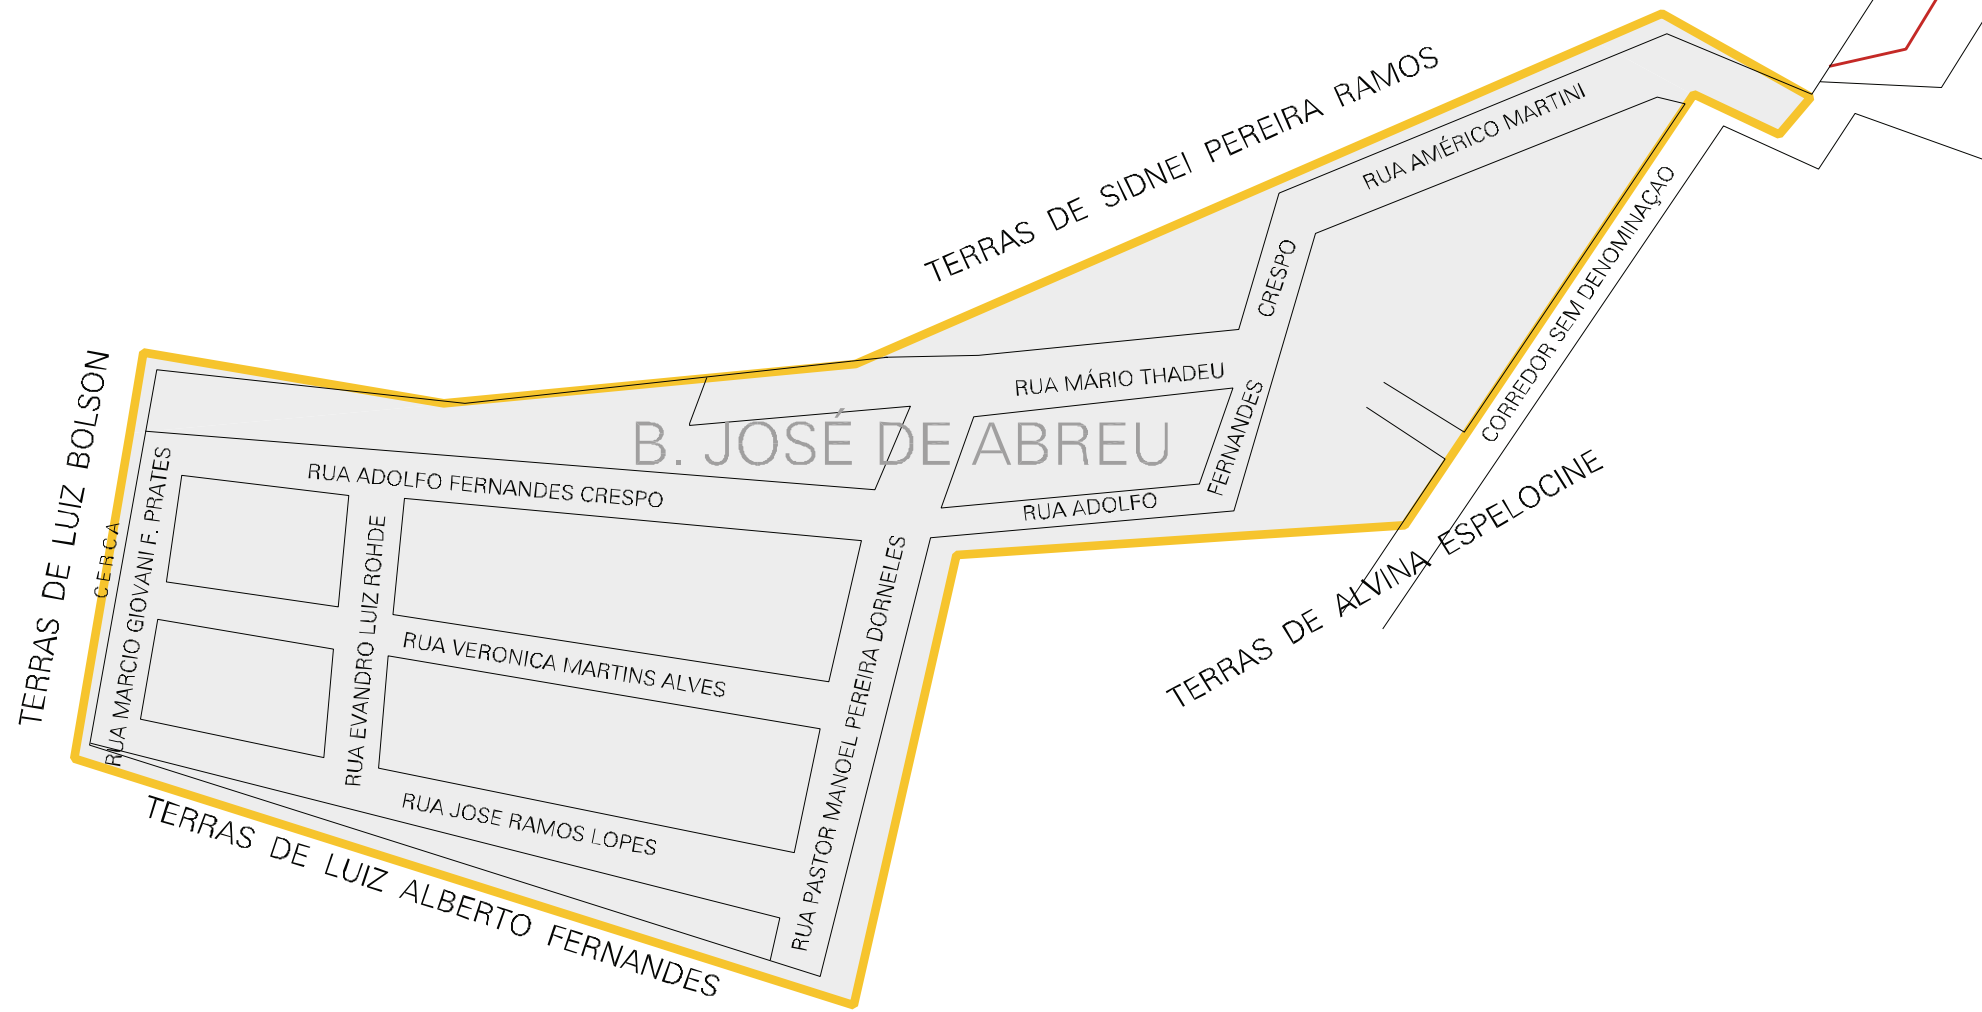 TERRAS DE SIDNEI PEREIRA RAMOS
RUA AMÉRICO MARTINI
CORREDOR SEM DENOMINAÇAO
CRESPO
FERNANDES
RUA ADOLFO
RUA MÁRIO THADEU
B. JOSÉ DE ABREU
TERRAS DE LUIZ BOLSON
CERCA
RUA MARCIO GIOVANI F. PRATES
RUA ADOLFO FERNANDES CRESPO
RUA EVANDRO LUIZ ROHDE
RUA VERONICA MARTINS ALVES
RUA PASTOR MANOEL PEREIRA DORNELES
RUA JOSE RAMOS LOPES
TERRAS DE ALVINA ESPELOCINE
TERRAS DE LUIZ ALBERTO FERNANDES